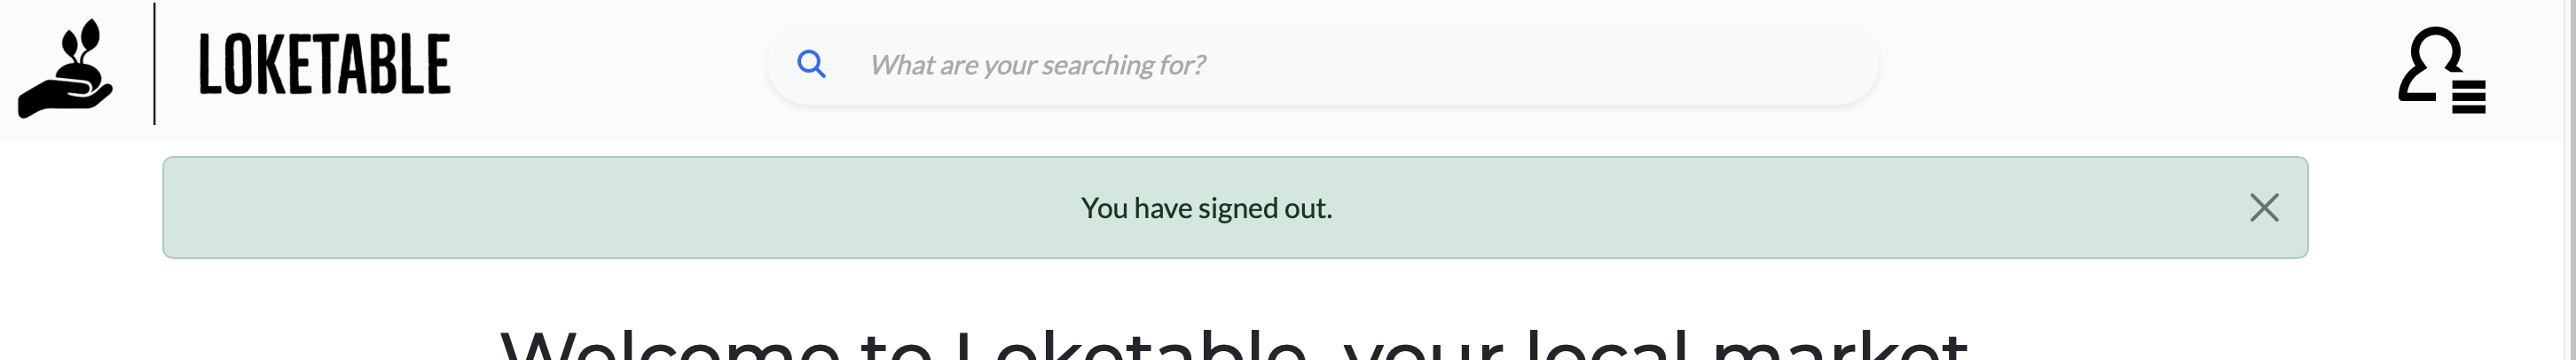 LOKETABLE
What are your searching for?
You have signed out.
Welcome to Loketable, your local market